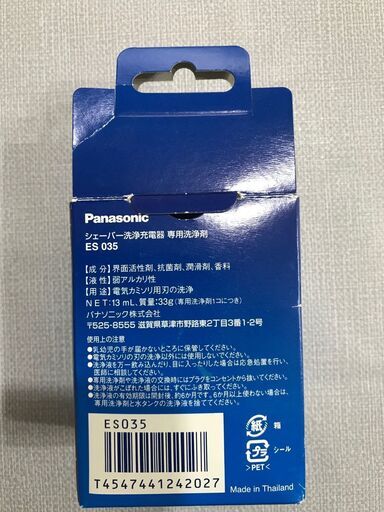 Panasonic
シェーバー洗浄充電器 専用洗浄剤
ES 035
【成 分】界面活性剤、抗菌剤、潤滑剤、香料
【液 性】弱アルカリ性
【用 途】電気カミソリ用刃の洗浄
NET:13 mL、質量:33g(専用洗浄剤1コにつき)
パナソニック株式会社
〒525-8555 滋賀県草津市野路東2丁目3番1-2号
使用上の注意
●乳幼児の手が届かないところに保管してください。
●電気カミソリの刃の洗浄以外には使用しないでください。
●洗浄液を万一飲み込んだり、目に入ったりした場合は応急処置を行い、
医師に相談してください。
●専用洗浄剤や洗浄液の交換時にはプラグをコンセントから抜いてください。
●洗浄液がこぼれた場合は、すぐにふき取ってください。
●洗浄液の有効期限は開封後、約6か月です。6か月以上使わない場合は、
専用洗浄剤と水タンクの洗浄液を捨ててください。
ES035
T4547441242027
紙 箱
プラ シール
>PET<
Made in Thailand